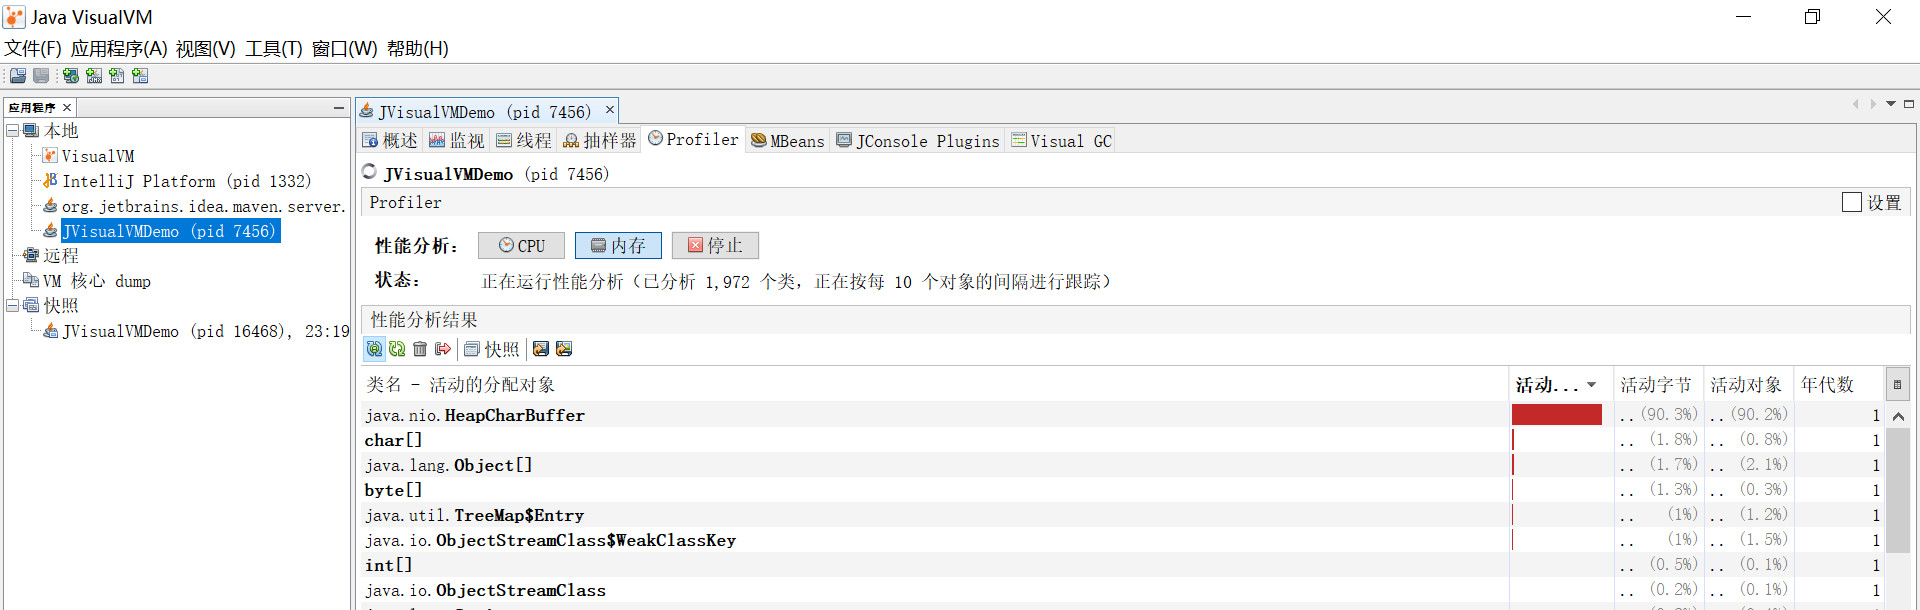 Java VisualVM
文件(F) 应用程序(A) 视图(V) 工具(T) 窗口(W) 帮助(H)
应用程序
本地
VisualVM
IntelliJ Platform (pid 1332)
org.jetbrains.idea.maven.server.
JVisualVMDemo (pid 7456)
远程
VM 核心 dump
快照
JVisualVMDemo (pid 16468), 23:19
JVisualVMDemo (pid 7456)
概述 监视 线程 抽样器 Profiler MBeans JConsole Plugins Visual GC
JVisualVMDemo (pid 7456)
Profiler 设置
性能分析: CPU 内存 停止
状态: 正在运行性能分析（已分析 1,972 个类, 正在按每 10 个对象的间隔进行跟踪）
性能分析结果
快照
类名 - 活动的分配对象 活动... 活动字节 活动对象 年代数
java.nio.HeapCharBuffer .. (90.3%) .. (90.2%) 1
char[] .. (1.8%) .. (0.8%) 1
java.lang.Object[] .. (1.7%) .. (2.1%) 1
byte[] .. (1.3%) .. (0.3%) 1
java.util.TreeMap$Entry .. (1%) .. (1.2%) 1
java.io.ObjectStreamClass$WeakClassKey .. (1%) .. (1.5%) 1
int[] .. (0.5%) .. (0.1%) 1
java.io.ObjectStreamClass .. (0.2%) .. (0.1%) 1